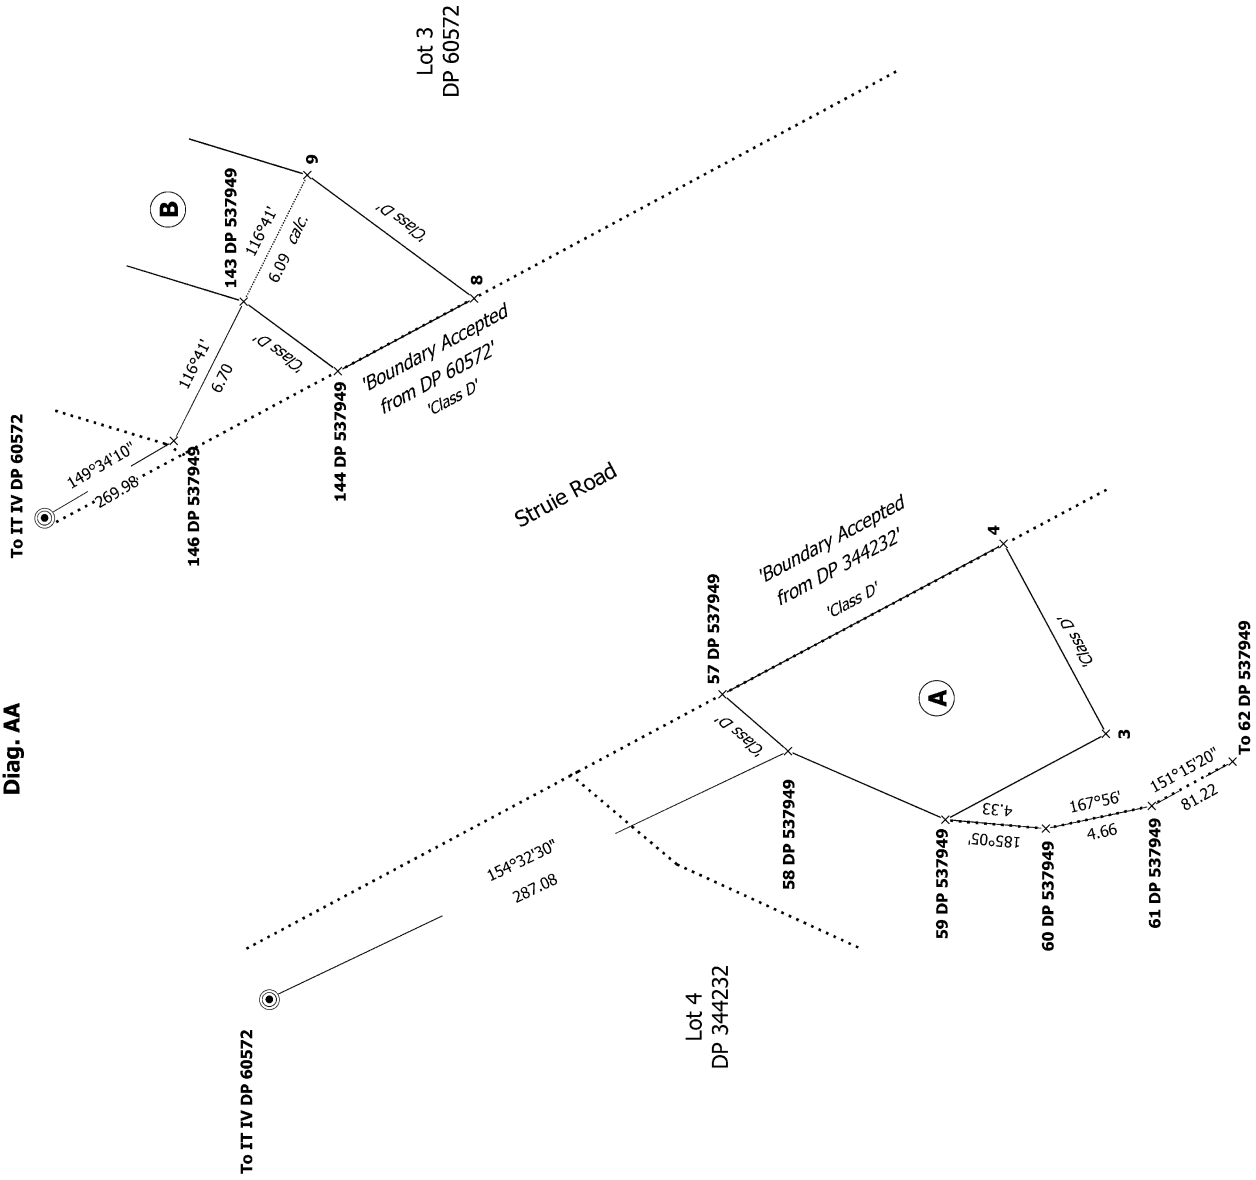 Diag. AA
To IT IV DP 60572
149°34'10"
269.98
146 DP 537949
116°41'
6.70
B
143 DP 537949
116°41'
6.09 calc.
9
'Class D'
'Class D'
8
144 DP 537949
'Boundary Accepted
from DP 60572'
'Class D'
Lot 3
DP 60572
Struie Road
To IT IV DP 60572
154°32'30"
287.08
57 DP 537949
'Class D'
58 DP 537949
'Boundary Accepted
from DP 344232'
'Class D'
4
A
'Class D'
3
59 DP 537949
4.33
185°05'
60 DP 537949
167°56'
4.66
61 DP 537949
151°15'20"
81.22
To 62 DP 537949
Lot 4
DP 344232